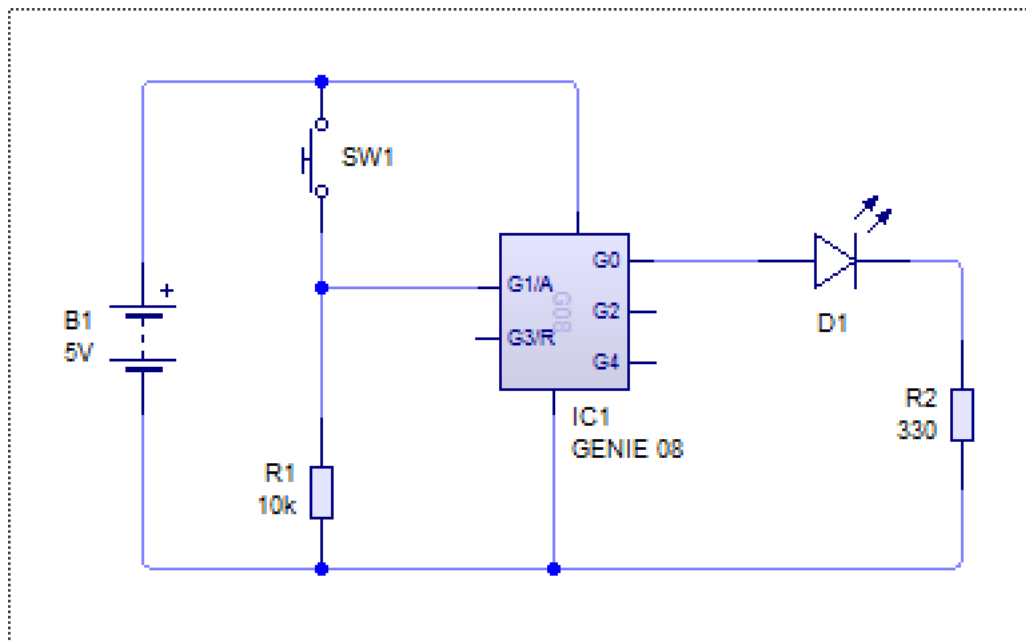 SW1
G0
G1/A
G08
G2
G3/R
G4
+
B1
5V
D1
IC1
GENIE 08
R2
330
R1
10k